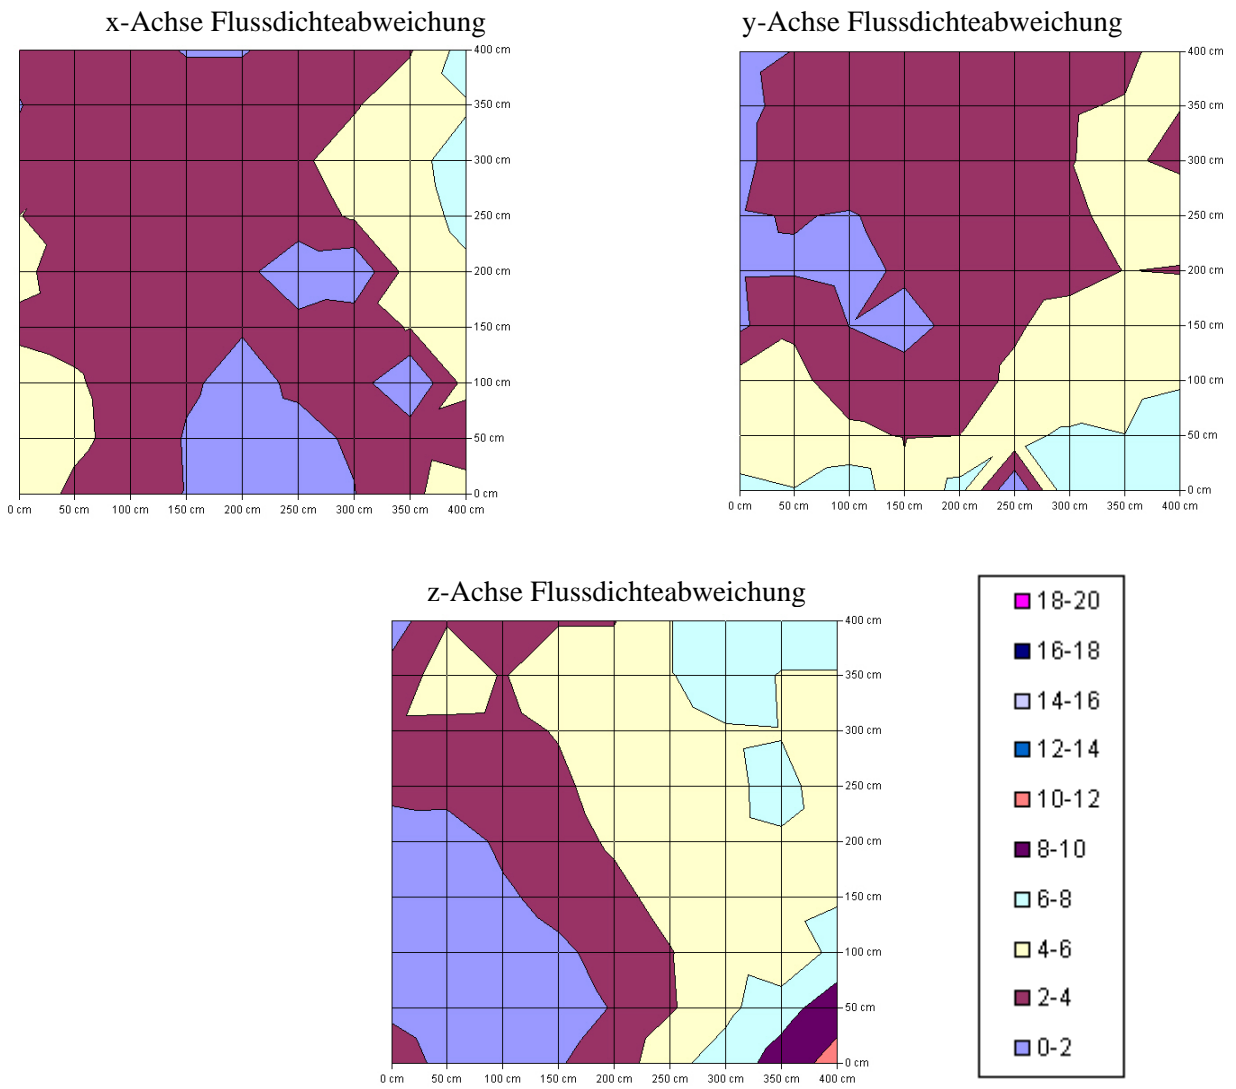 x-Achse Flussdichteabweichung
400 cm
350 cm
300 cm
250 cm
200 cm
150 cm
100 cm
50 cm
0 cm
0 cm 50 cm 100 cm 150 cm 200 cm 250 cm 300 cm 350 cm 400 cm
y-Achse Flussdichteabweichung
400 cm
350 cm
300 cm
250 cm
200 cm
150 cm
100 cm
50 cm
0 cm
0 cm 50 cm 100 cm 150 cm 200 cm 250 cm 300 cm 350 cm 400 cm
z-Achse Flussdichteabweichung
400 cm
350 cm
300 cm
250 cm
200 cm
150 cm
100 cm
50 cm
0 cm
0 cm 50 cm 100 cm 150 cm 200 cm 250 cm 300 cm 350 cm 400 cm
18-20
16-18
14-16
12-14
10-12
8-10
6-8
4-6
2-4
0-2